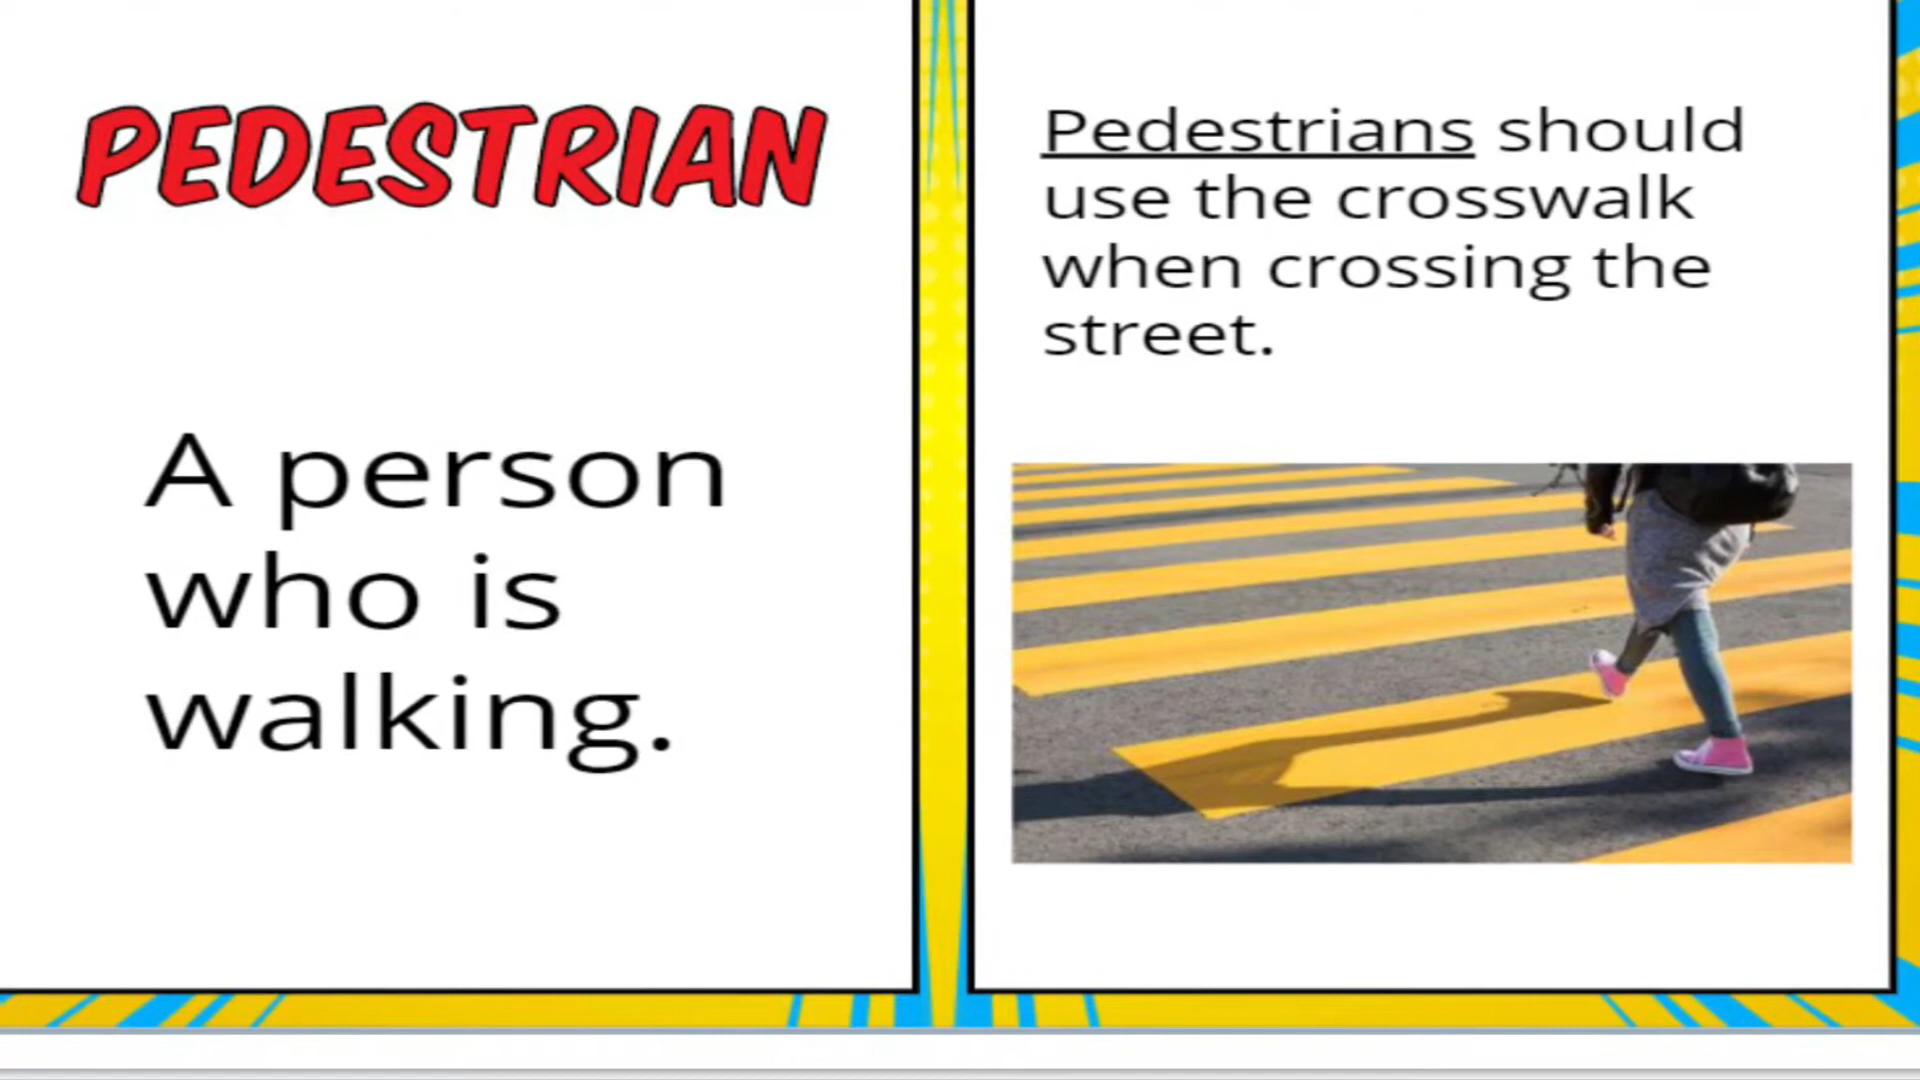 PEDESTRIAN
A person
who is
walking.
Pedestrians should
use the crosswalk
when crossing the
street.